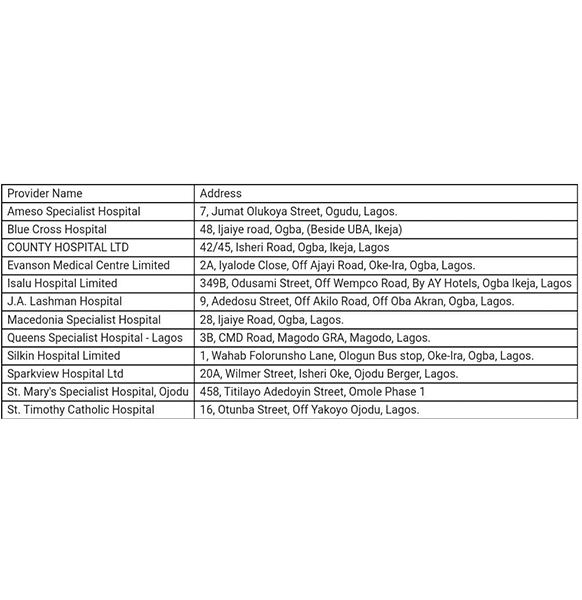 Provider Name Address
Ameso Specialist Hospital 7, Jumat Olukoya Street, Ogudu, Lagos.
Blue Cross Hospital 48, Ijaiye road, Ogba, (Beside UBA, Ikeja)
COUNTY HOSPITAL LTD 42/45, Isheri Road, Ogba, Ikeja, Lagos
Evanson Medical Centre Limited 2A, Iyalode Close, Off Ajayi Road, Oke-Ira, Ogba, Lagos.
Isalu Hospital Limited 349B, Odusami Street, Off Wempco Road, By AY Hotels, Ogba Ikeja, Lagos
J.A. Lashman Hospital 9, Adedosu Street, Off Akilo Road, Off Oba Akran, Ogba, Lagos.
Macedonia Specialist Hospital 28, Ijaiye Road, Ogba, Lagos.
Queens Specialist Hospital - Lagos 3B, CMD Road, Magodo GRA, Magodo, Lagos.
Silkin Hospital Limited 1, Wahab Folorunsho Lane, Ologun Bus stop, Oke-Ira, Ogba, Lagos.
Sparkview Hospital Ltd 20A, Wilmer Street, Isheri Oke, Ojodu Berger, Lagos.
St. Mary's Specialist Hospital, Ojodu 458, Titilayo Adedoyin Street, Omole Phase 1
St. Timothy Catholic Hospital 16, Otunba Street, Off Yakoyo Ojodu, Lagos.